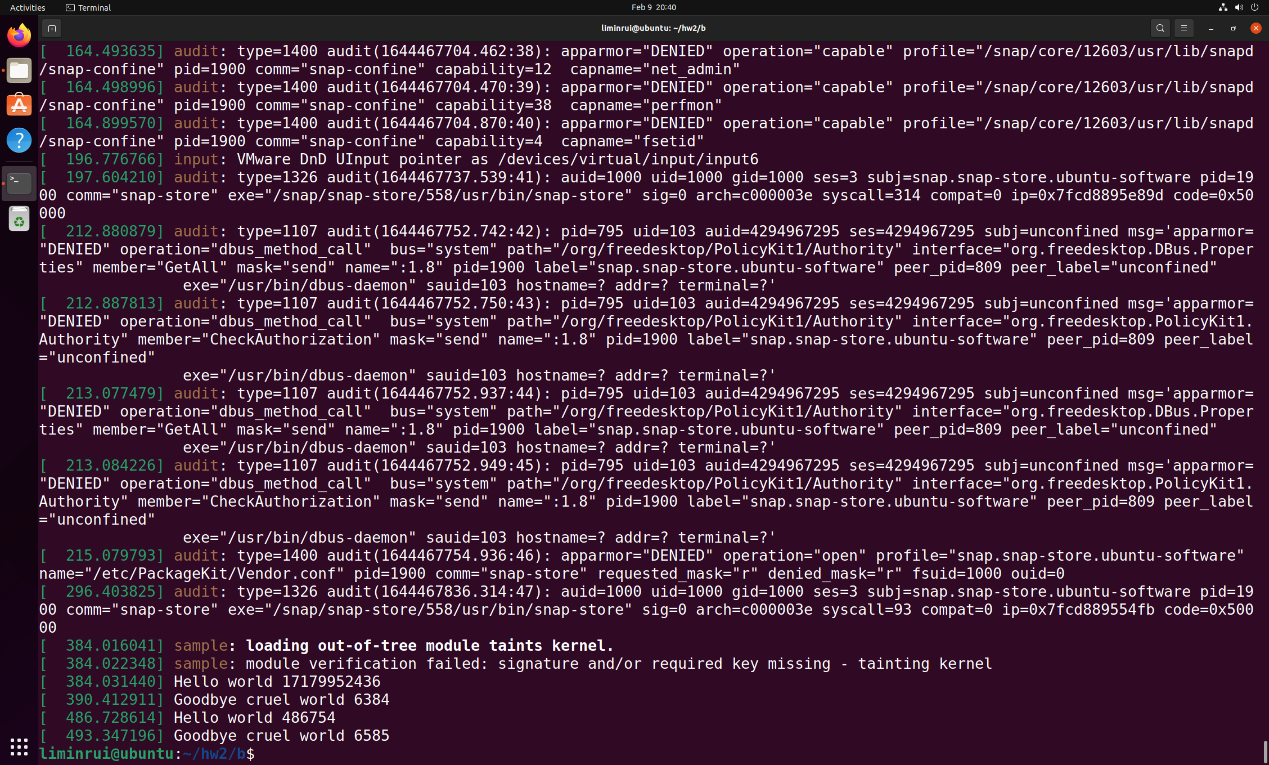 Activities
Terminal
Feb 9 20:40
liminrui@ubuntu: ~/hw2/b
[  164.493635] audit: type=1400 audit(1644467704.462:38): apparmor="DENIED" operation="capable" profile="/snap/core/12603/usr/lib/snapd
/snap-confine" pid=1900 comm="snap-confine" capability=12  capname="net_admin"
[  164.498996] audit: type=1400 audit(1644467704.470:39): apparmor="DENIED" operation="capable" profile="/snap/core/12603/usr/lib/snapd
/snap-confine" pid=1900 comm="snap-confine" capability=38  capname="perfmon"
[  164.899570] audit: type=1400 audit(1644467704.870:40): apparmor="DENIED" operation="capable" profile="/snap/core/12603/usr/lib/snapd
/snap-confine" pid=1900 comm="snap-confine" capability=4  capname="fsetid"
[  196.776766] input: VMware DnD UInput pointer as /devices/virtual/input/input6
[  197.604210] audit: type=1326 audit(1644467737.539:41): auid=1000 uid=1000 gid=1000 ses=3 subj=snap.snap-store.ubuntu-software pid=19
00 comm="snap-store" exe="/snap/snap-store/558/usr/bin/snap-store" sig=0 arch=c000003e syscall=314 compat=0 ip=0x7fcd8895e89d code=0x50
000
[  212.880879] audit: type=1107 audit(1644467752.742:42): pid=795 uid=103 auid=4294967295 ses=4294967295 subj=unconfined msg='apparmor=
"DENIED" operation="dbus_method_call"  bus="system" path="/org/freedesktop/PolicyKit1/Authority" interface="org.freedesktop.DBus.Proper
ties" member="GetAll" mask="send" name=":1.8" pid=1900 label="snap.snap-store.ubuntu-software" peer_pid=809 peer_label="unconfined"
exe="/usr/bin/dbus-daemon" sauid=103 hostname=? addr=? terminal=?'
[  212.887813] audit: type=1107 audit(1644467752.750:43): pid=795 uid=103 auid=4294967295 ses=4294967295 subj=unconfined msg='apparmor=
"DENIED" operation="dbus_method_call"  bus="system" path="/org/freedesktop/PolicyKit1/Authority" interface="org.freedesktop.PolicyKit1.
Authority" member="CheckAuthorization" mask="send" name=":1.8" pid=1900 label="snap.snap-store.ubuntu-software" peer_pid=809 peer_label
="unconfined"
exe="/usr/bin/dbus-daemon" sauid=103 hostname=? addr=? terminal=?'
[  213.077479] audit: type=1107 audit(1644467752.937:44): pid=795 uid=103 auid=4294967295 ses=4294967295 subj=unconfined msg='apparmor=
"DENIED" operation="dbus_method_call"  bus="system" path="/org/freedesktop/PolicyKit1/Authority" interface="org.freedesktop.DBus.Proper
ties" member="GetAll" mask="send" name=":1.8" pid=1900 label="snap.snap-store.ubuntu-software" peer_pid=809 peer_label="unconfined"
exe="/usr/bin/dbus-daemon" sauid=103 hostname=? addr=? terminal=?'
[  213.084226] audit: type=1107 audit(1644467752.949:45): pid=795 uid=103 auid=4294967295 ses=4294967295 subj=unconfined msg='apparmor=
"DENIED" operation="dbus_method_call"  bus="system" path="/org/freedesktop/PolicyKit1/Authority" interface="org.freedesktop.PolicyKit1.
Authority" member="CheckAuthorization" mask="send" name=":1.8" pid=1900 label="snap.snap-store.ubuntu-software" peer_pid=809 peer_label
="unconfined"
exe="/usr/bin/dbus-daemon" sauid=103 hostname=? addr=? terminal=?'
[  215.079793] audit: type=1400 audit(1644467754.936:46): apparmor="DENIED" operation="open" profile="snap.snap-store.ubuntu-software"
name="/etc/PackageKit/Vendor.conf" pid=1900 comm="snap-store" requested_mask="r" denied_mask="r" fsuid=1000 ouid=0
[  296.403825] audit: type=1326 audit(1644467836.314:47): auid=1000 uid=1000 gid=1000 ses=3 subj=snap.snap-store.ubuntu-software pid=19
00 comm="snap-store" exe="/snap/snap-store/558/usr/bin/snap-store" sig=0 arch=c000003e syscall=93 compat=0 ip=0x7fcd889554fb code=0x500
00
[  384.016041] sample: loading out-of-tree module taints kernel.
[  384.022348] sample: module verification failed: signature and/or required key missing - tainting kernel
[  384.031440] Hello world 17179952436
[  390.412911] Goodbye cruel world 6384
[  486.728614] Hello world 486754
[  493.347196] Goodbye cruel world 6585
liminrui@ubuntu:~/hw2/b$